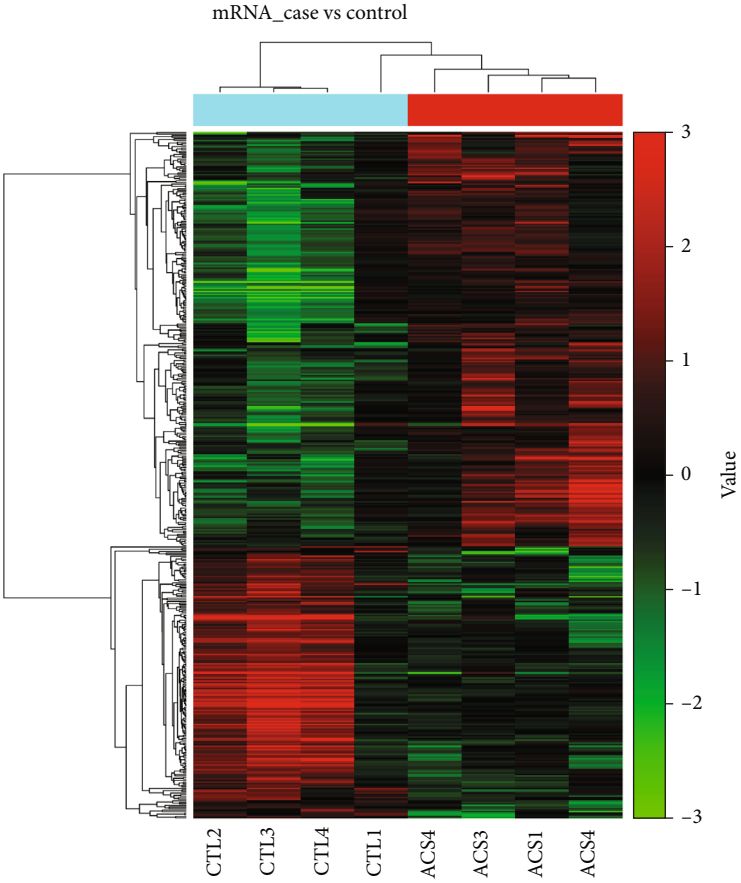 mRNA_case vs control
3
2
1
0
−1
−2
−3
Value
CTL2
CTL3
CTL4
CTL1
ACS4
ACS3
ACS1
ACS4